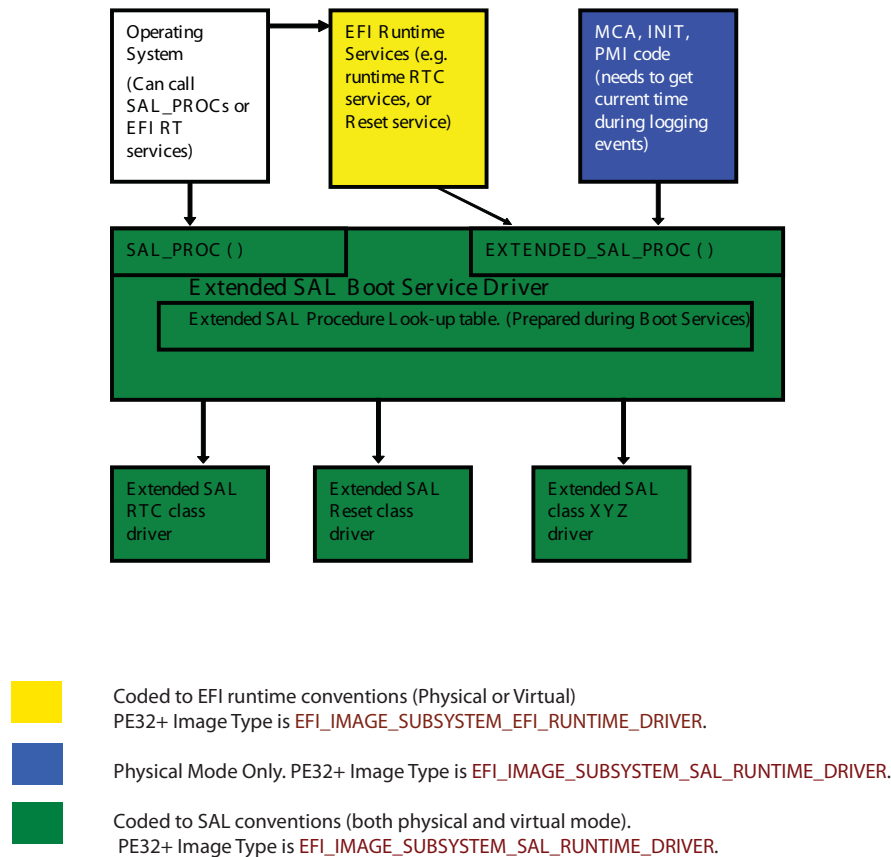 Operating
System
(Can call
SAL_PROCs or
EFI RT
services)
EFI Runtime
Services (e.g.
runtime RTC
services, or
Reset service)
MCA, INIT,
PMI code
(needs to get
current time
during logging
events)
SAL_PROC ( )
EXTENDED_SAL_PROC ( )
Extended SAL Boot Service Driver
Extended SAL Procedure Look-up table. (Prepared during Boot Services)
Extended SAL
RTC class
driver
Extended SAL
Reset class
driver
Extended SAL
class XYZ
driver
Coded to EFI runtime conventions (Physical or Virtual)
PE32+ Image Type is EFI_IMAGE_SUBSYSTEM_EFI_RUNTIME_DRIVER.
Physical Mode Only. PE32+ Image Type is EFI_IMAGE_SUBSYSTEM_SAL_RUNTIME_DRIVER.
Coded to SAL conventions (both physical and virtual mode).
PE32+ Image Type is EFI_IMAGE_SUBSYSTEM_SAL_RUNTIME_DRIVER.